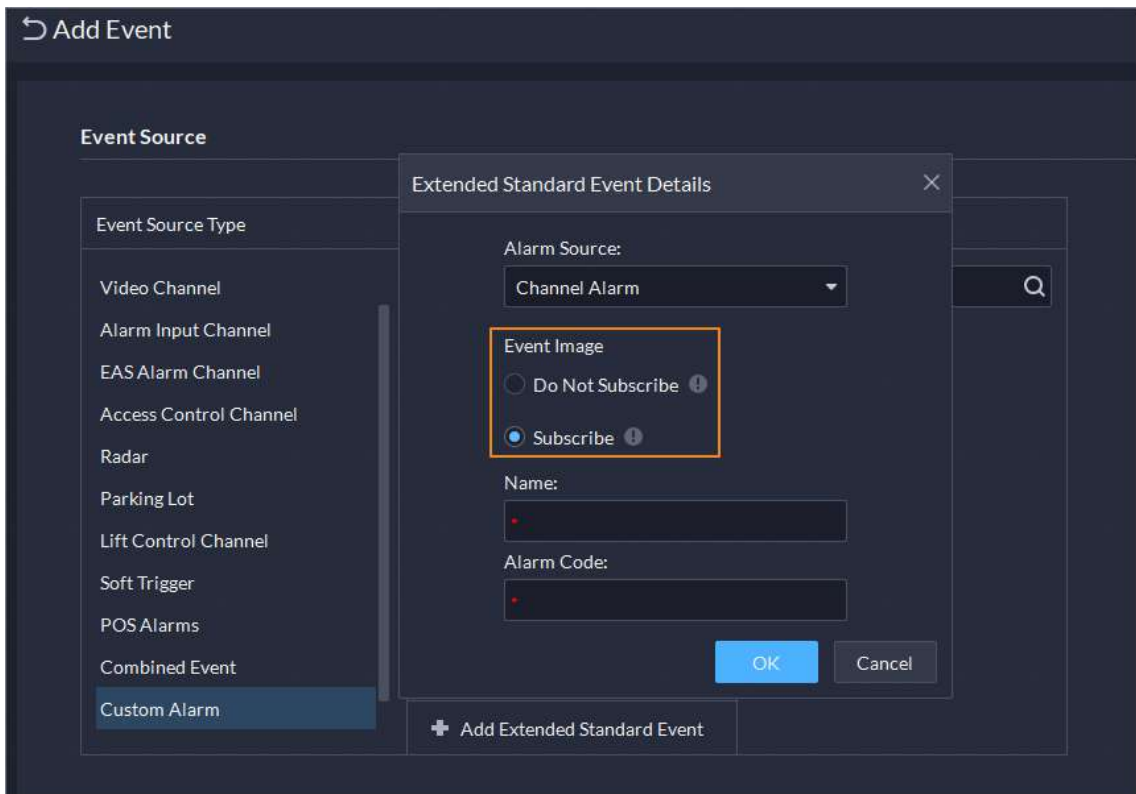 Add Event
Event Source
Event Source Type
Video Channel
Alarm Input Channel
EAS Alarm Channel
Access Control Channel
Radar
Parking Lot
Lift Control Channel
Soft Trigger
POS Alarms
Combined Event
Custom Alarm
Extended Standard Event Details
Alarm Source:
Channel Alarm
Event Image
Do Not Subscribe
Subscribe
Name:
*
Alarm Code:
*
OK Cancel
Add Extended Standard Event